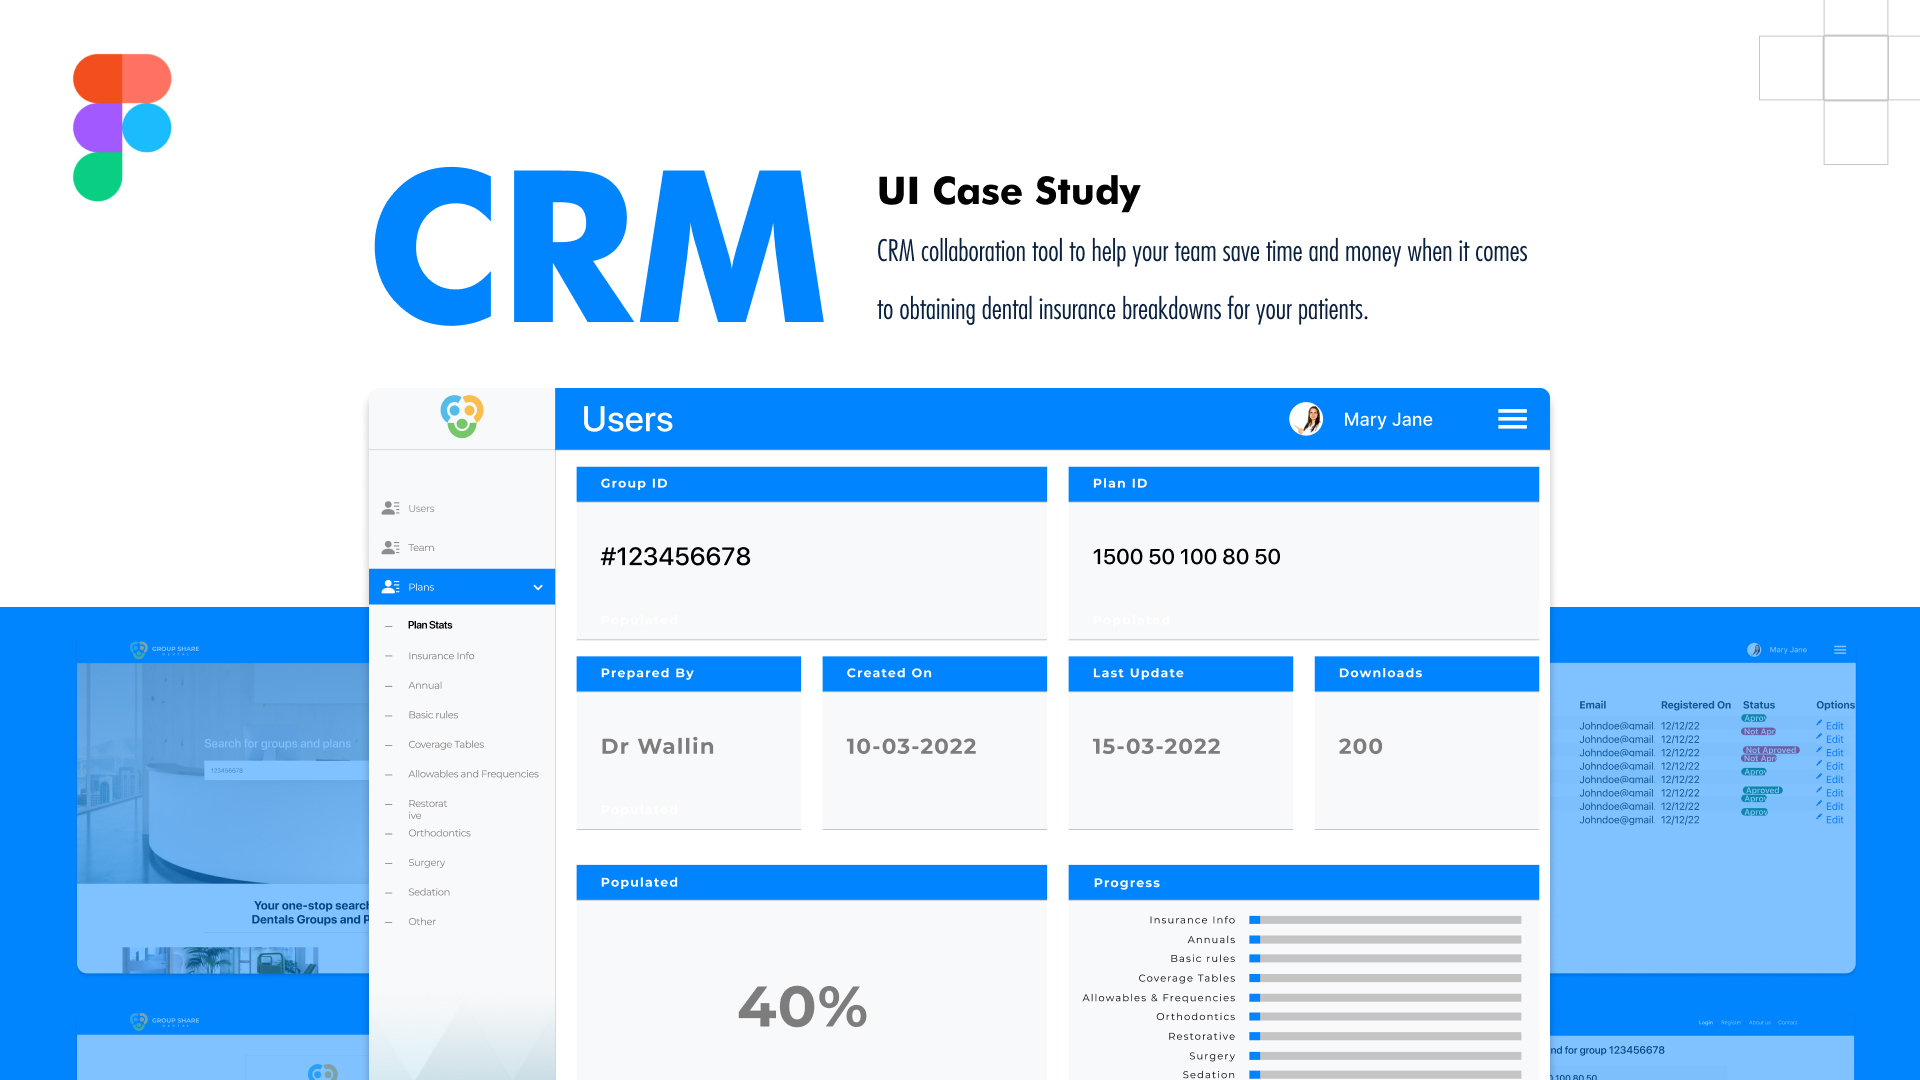 CRM
UI Case Study
CRM collaboration tool to help your team save time and money when it comes
to obtaining dental insurance breakdowns for your patients.
Users
Mary Jane
Users
Team
Plans
Plan Stats
Insurance Info
Annual
Basic rules
Coverage Tables
Allowables and Frequencies
Restorat
ive
Orthodontics
Surgery
Sedation
Other
Group ID
#123456678
Populated
Plan ID
1500 50 100 80 50
Populated
Prepared By
Dr Wallin
Populated
Created On
10-03-2022
Last Update
15-03-2022
Downloads
200
Populated
40%
Progress
Insurance Info
Annuals
Basic rules
Coverage Tables
Allowables & Frequencies
Orthodontics
Restorative
Surgery
Sedation
GROUP SHARE
DENTAL
Search for groups and plans
123456678
Your one-stop search
Dentals Groups and P
GROUP SHARE
DENTAL
Mary Jane
Email Registered On Status Options
Johndoe@gmail. 12/12/22 Aprov Edit
Johndoe@gmail. 12/12/22 Not Apr Edit
Johndoe@gmail. 12/12/22 Not Aproved Edit
Johndoe@gmail. 12/12/22 Not Apr Edit
Johndoe@gmail. 12/12/22 Aprov Edit
Johndoe@gmail. 12/12/22 Aproved Edit
Johndoe@gmail. 12/12/22 Aprov Edit
Johndoe@gmail. 12/12/22 Aprov Edit
Login Register About us Contact
nd for group 123456678
0 100 80 50